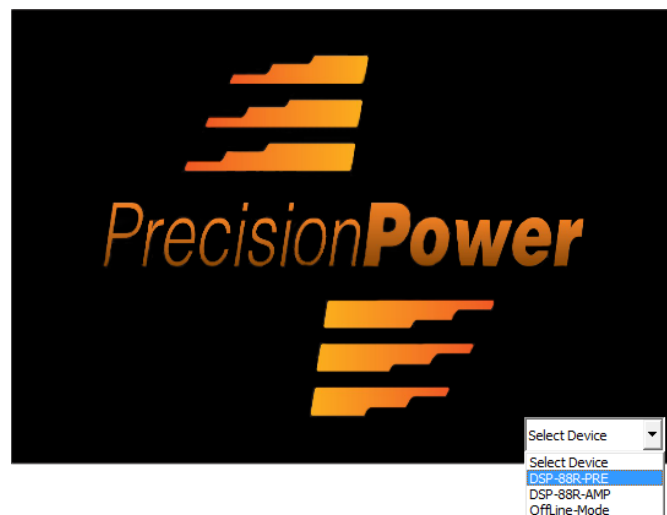 PrecisionPower
Select Device
Select Device
DSP-88R-PRE
DSP-88R-AMP
OffLine-Mode